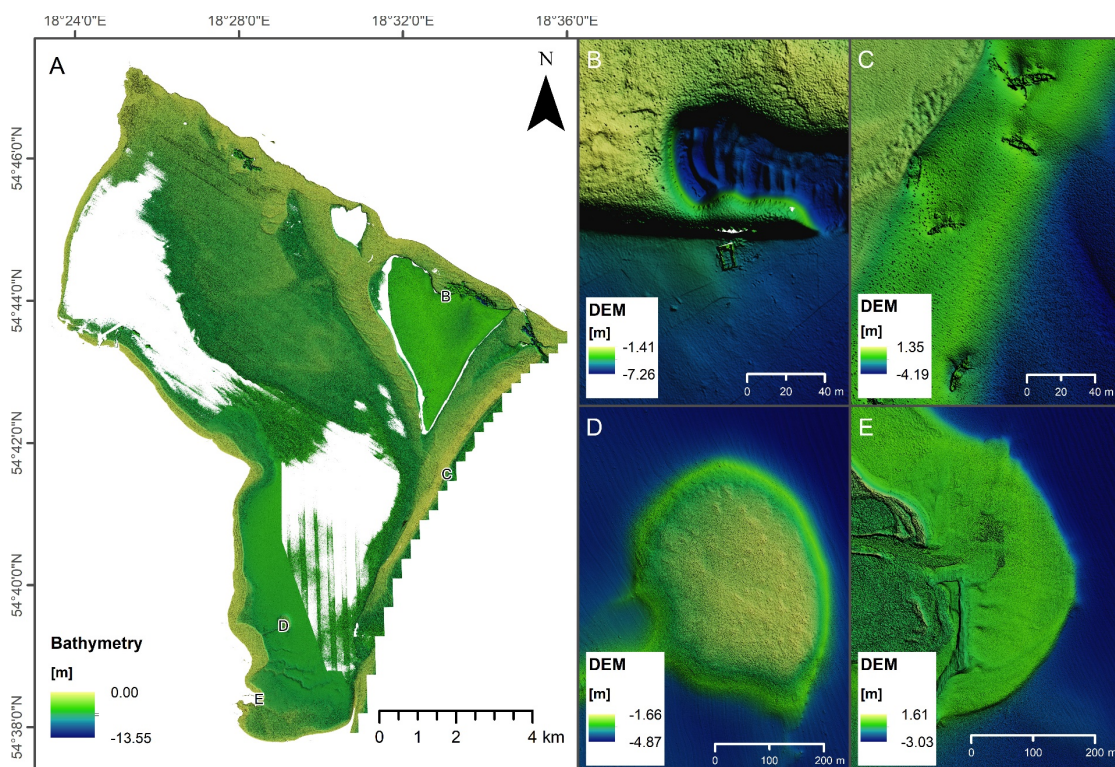 18°24'0"E 18°28'0"E 18°32'0"E 18°36'0"E
A
N
54°46'0"N
54°44'0"N
54°42'0"N
54°40'0"N
54°38'0"N
B
C
D
E
Bathymetry
[m]
0.00
-13.55
0 1 2 4 km
B
DEM
[m]
-1.41
-7.26
0 20 40 m
C
DEM
[m]
1.35
-4.19
0 20 40 m
D
DEM
[m]
-1.66
-4.87
0 100 200 m
E
DEM
[m]
1.61
-3.03
0 100 200 m